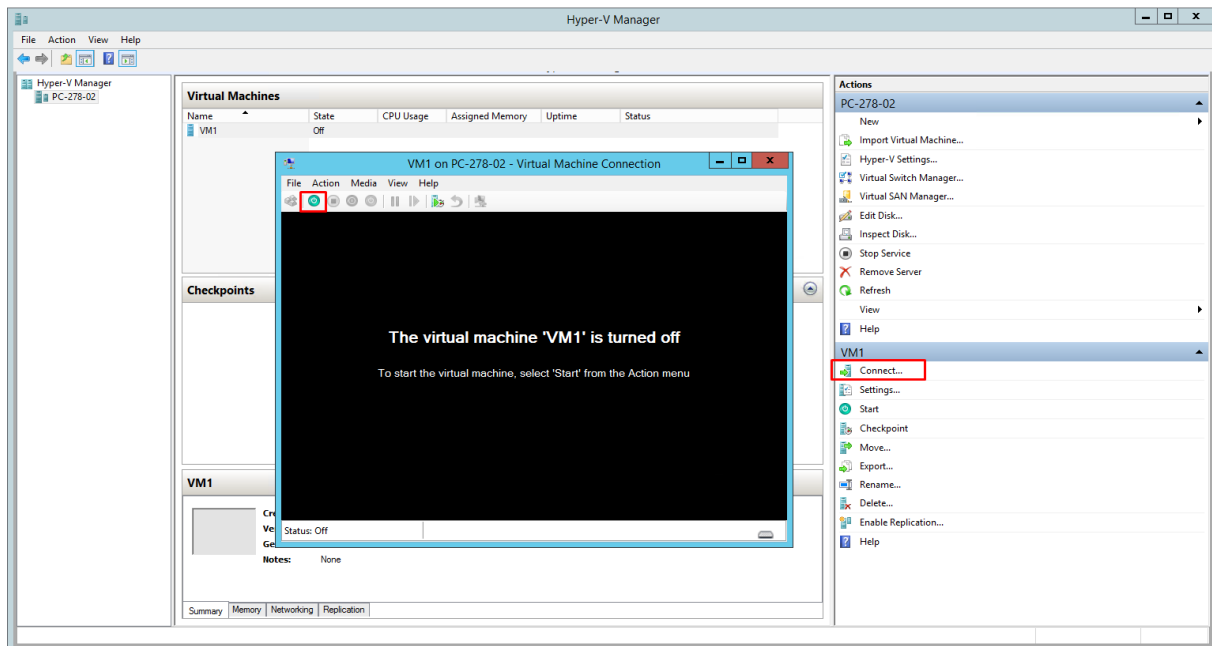 Hyper-V Manager
File Action View Help
Hyper-V Manager
PC-278-02
Virtual Machines
Name State CPU Usage Assigned Memory Uptime Status
VM1 Off
VM1 on PC-278-02 - Virtual Machine Connection
File Action Media View Help
The virtual machine 'VM1' is turned off
To start the virtual machine, select 'Start' from the Action menu
Status: Off
Checkpoints
VM1
Notes: None
Summary Memory Networking Replication
Actions
PC-278-02
New
Import Virtual Machine...
Hyper-V Settings...
Virtual Switch Manager...
Virtual SAN Manager...
Edit Disk...
Inspect Disk...
Stop Service
Remove Server
Refresh
View
Help
VM1
Connect...
Settings...
Start
Checkpoint
Move...
Export...
Rename...
Delete...
Enable Replication...
Help